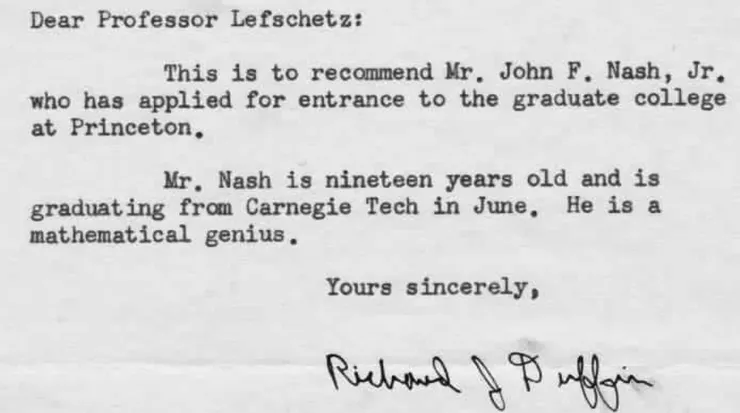 Dear Professor Lefschetz:
This is to recommend Mr. John F. Nash, Jr.
who has applied for entrance to the graduate college
at Princeton.
Mr. Nash is nineteen years old and is
graduating from Carnegie Tech in June. He is a
mathematical genius.
Yours sincerely,
Richard J Duffin